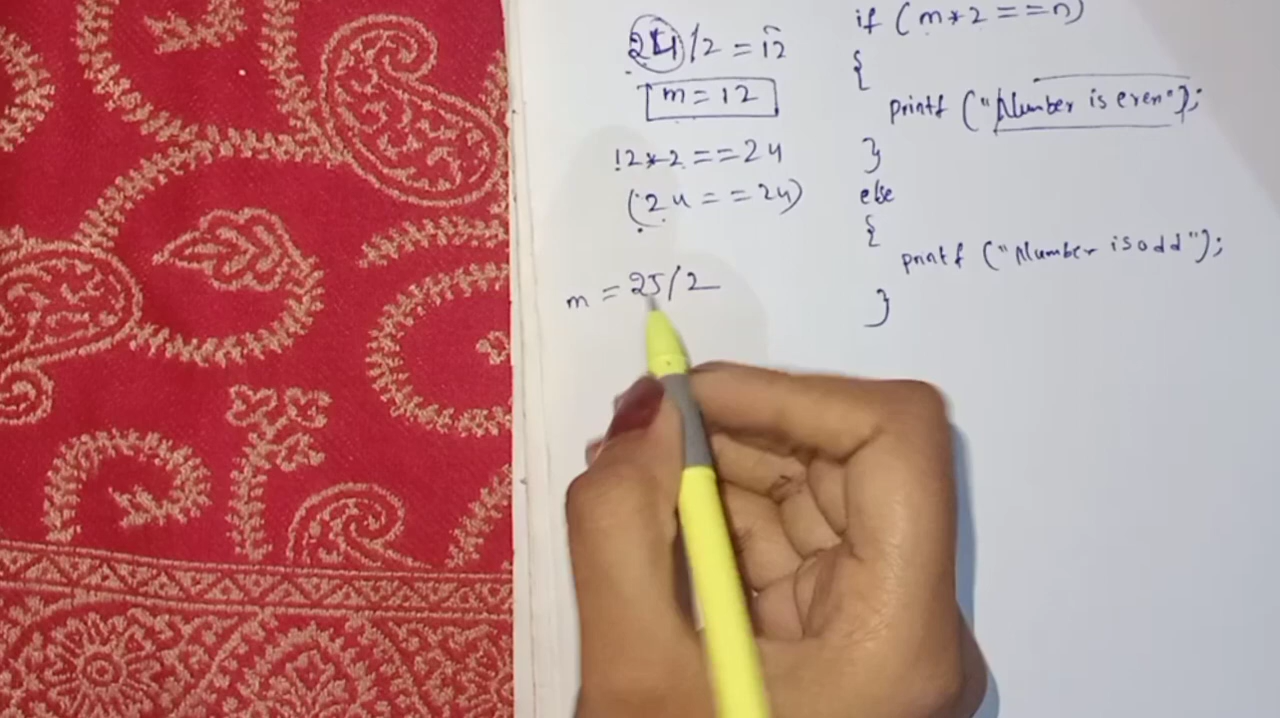 24/2 = 12
m = 12
12*2 == 24
(24 == 24)
m = 25/2
if (m*2 == n)
{
printf ("Number is even");
}
else
{
printf ("Number is odd");
}